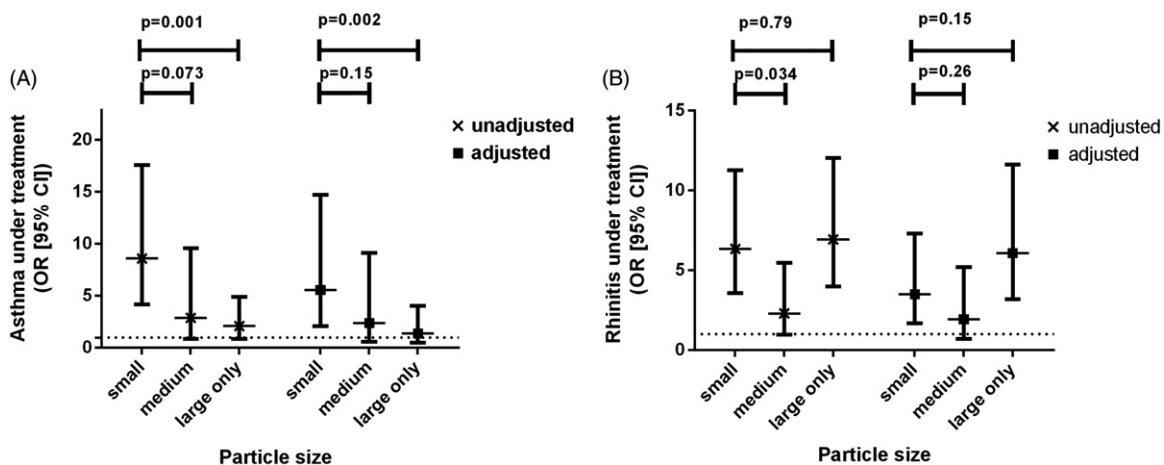 (A)
p=0.001
p=0.002
p=0.073
p=0.15
Asthma under treatment
(OR [95% CI])
20
15
10
5
0
× unadjusted
■ adjusted
small
medium
large only
small
medium
large only
Particle size
(B)
p=0.79
p=0.15
p=0.034
p=0.26
Rhinitis under treatment
(OR [95% CI])
15
10
5
0
× unadjusted
■ adjusted
small
medium
large only
small
medium
large only
Particle size